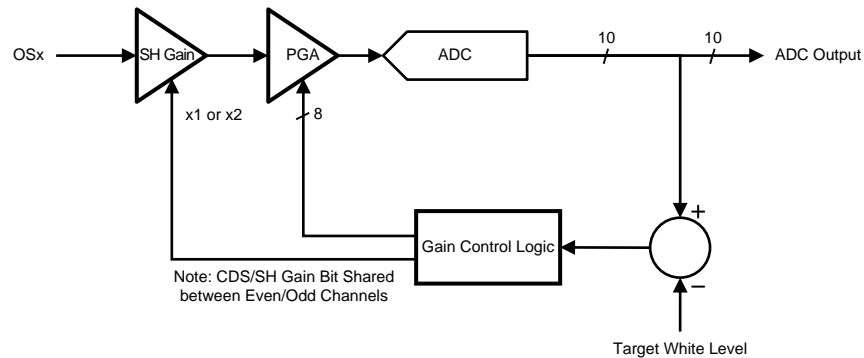 10
10
OSx
SH Gain
PGA
ADC
ADC Output
x1 or x2
8
+
Gain Control Logic
−
Note: CDS/SH Gain Bit Shared
between Even/Odd Channels
Target White Level